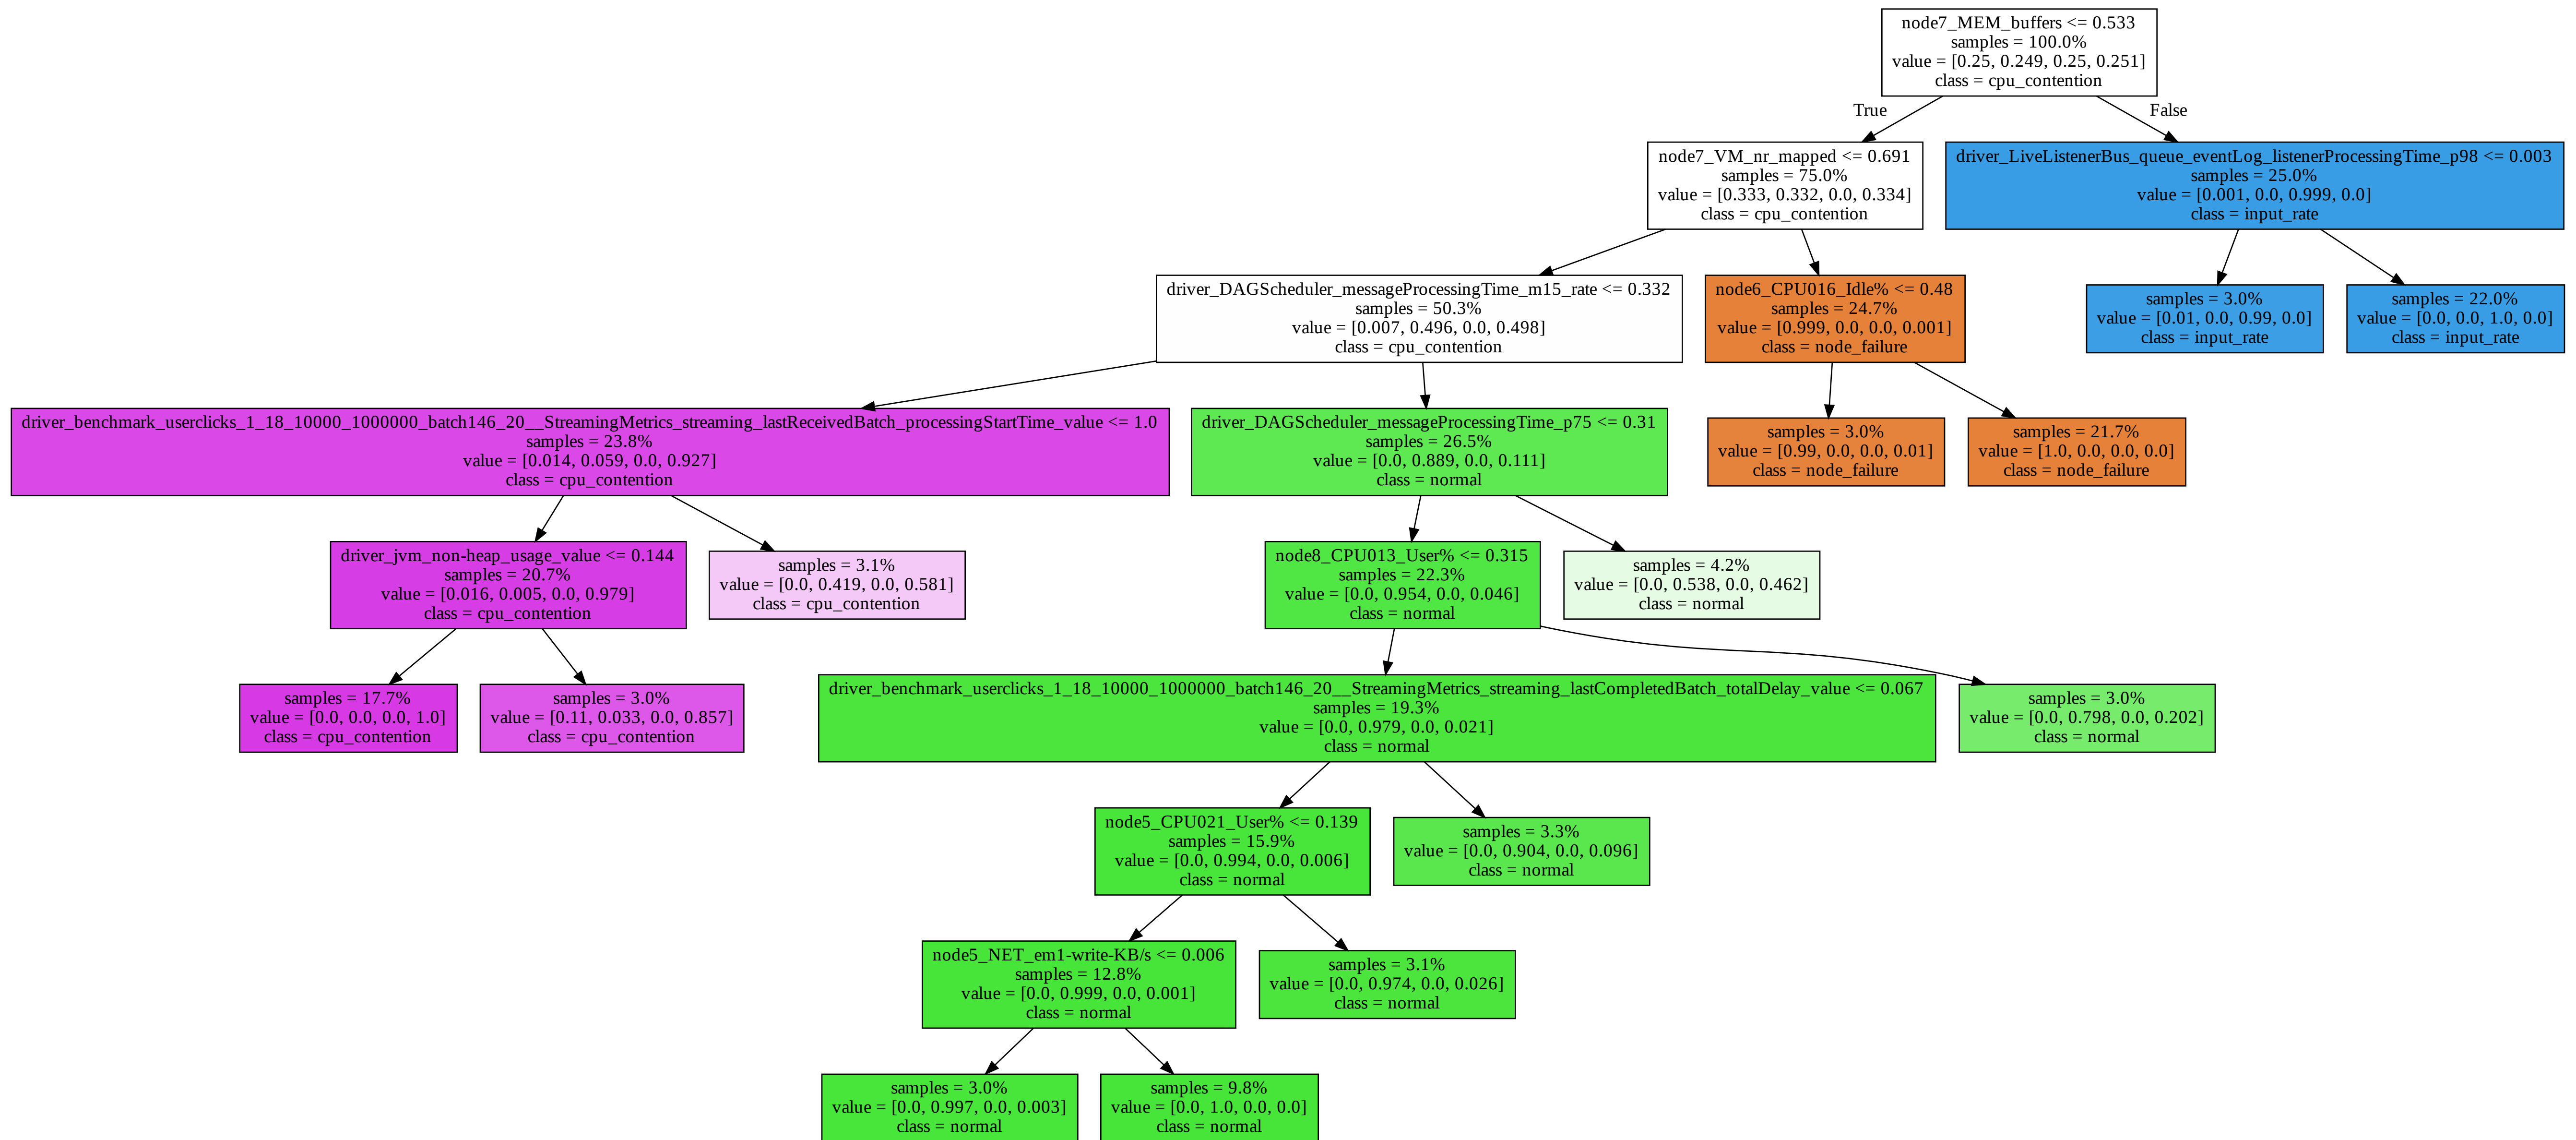 node7_MEM_buffers <= 0.533
samples = 100.0%
value = [0.25, 0.249, 0.25, 0.251]
class = cpu_contention
True
False
node7_VM_nr_mapped <= 0.691
samples = 75.0%
value = [0.333, 0.332, 0.0, 0.334]
class = cpu_contention
driver_LiveListenerBus_queue_eventLog_listenerProcessingTime_p98 <= 0.003
samples = 25.0%
value = [0.001, 0.0, 0.999, 0.0]
class = input_rate
driver_DAGScheduler_messageProcessingTime_m15_rate <= 0.332
samples = 50.3%
value = [0.007, 0.496, 0.0, 0.498]
class = cpu_contention
node6_CPU016_Idle% <= 0.48
samples = 24.7%
value = [0.999, 0.0, 0.0, 0.001]
class = node_failure
samples = 3.0%
value = [0.01, 0.0, 0.99, 0.0]
class = input_rate
samples = 22.0%
value = [0.0, 0.0, 1.0, 0.0]
class = input_rate
driver_benchmark_userclicks_1_18_10000_1000000_batch146_20__StreamingMetrics_streaming_lastReceivedBatch_processingStartTime_value <= 1.0
samples = 23.8%
value = [0.014, 0.059, 0.0, 0.927]
class = cpu_contention
driver_DAGScheduler_messageProcessingTime_p75 <= 0.31
samples = 26.5%
value = [0.0, 0.889, 0.0, 0.111]
class = normal
samples = 3.0%
value = [0.99, 0.0, 0.0, 0.01]
class = node_failure
samples = 21.7%
value = [1.0, 0.0, 0.0, 0.0]
class = node_failure
driver_jvm_non-heap_usage_value <= 0.144
samples = 20.7%
value = [0.016, 0.005, 0.0, 0.979]
class = cpu_contention
samples = 3.1%
value = [0.0, 0.419, 0.0, 0.581]
class = cpu_contention
node8_CPU013_User% <= 0.315
samples = 22.3%
value = [0.0, 0.954, 0.0, 0.046]
class = normal
samples = 4.2%
value = [0.0, 0.538, 0.0, 0.462]
class = normal
samples = 17.7%
value = [0.0, 0.0, 0.0, 1.0]
class = cpu_contention
samples = 3.0%
value = [0.11, 0.033, 0.0, 0.857]
class = cpu_contention
driver_benchmark_userclicks_1_18_10000_1000000_batch146_20__StreamingMetrics_streaming_lastCompletedBatch_totalDelay_value <= 0.067
samples = 19.3%
value = [0.0, 0.979, 0.0, 0.021]
class = normal
samples = 3.0%
value = [0.0, 0.798, 0.0, 0.202]
class = normal
node5_CPU021_User% <= 0.139
samples = 15.9%
value = [0.0, 0.994, 0.0, 0.006]
class = normal
samples = 3.3%
value = [0.0, 0.904, 0.0, 0.096]
class = normal
node5_NET_em1-write-KB/s <= 0.006
samples = 12.8%
value = [0.0, 0.999, 0.0, 0.001]
class = normal
samples = 3.1%
value = [0.0, 0.974, 0.0, 0.026]
class = normal
samples = 3.0%
value = [0.0, 0.997, 0.0, 0.003]
class = normal
samples = 9.8%
value = [0.0, 1.0, 0.0, 0.0]
class = normal